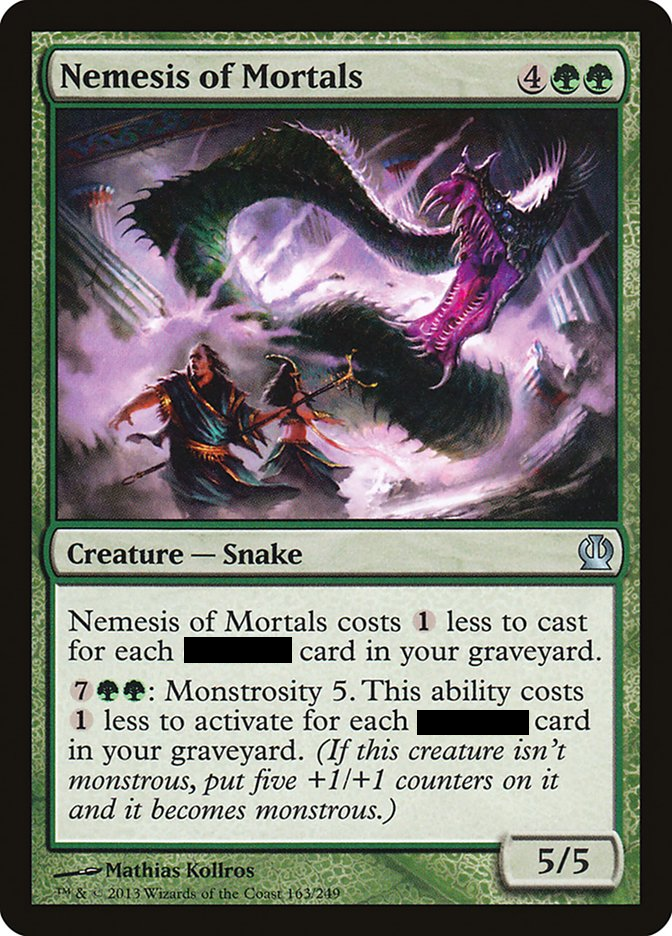 Nemesis of Mortals 4
Creature — Snake
Nemesis of Mortals costs 1 less to cast
for each card in your graveyard.
7: Monstrosity 5. This ability costs
1 less to activate for each card
in your graveyard. (If this creature isn't
monstrous, put five +1/+1 counters on it
and it becomes monstrous.)
5/5
Mathias Kollros
™ & © 2013 Wizards of the Coast 163/249